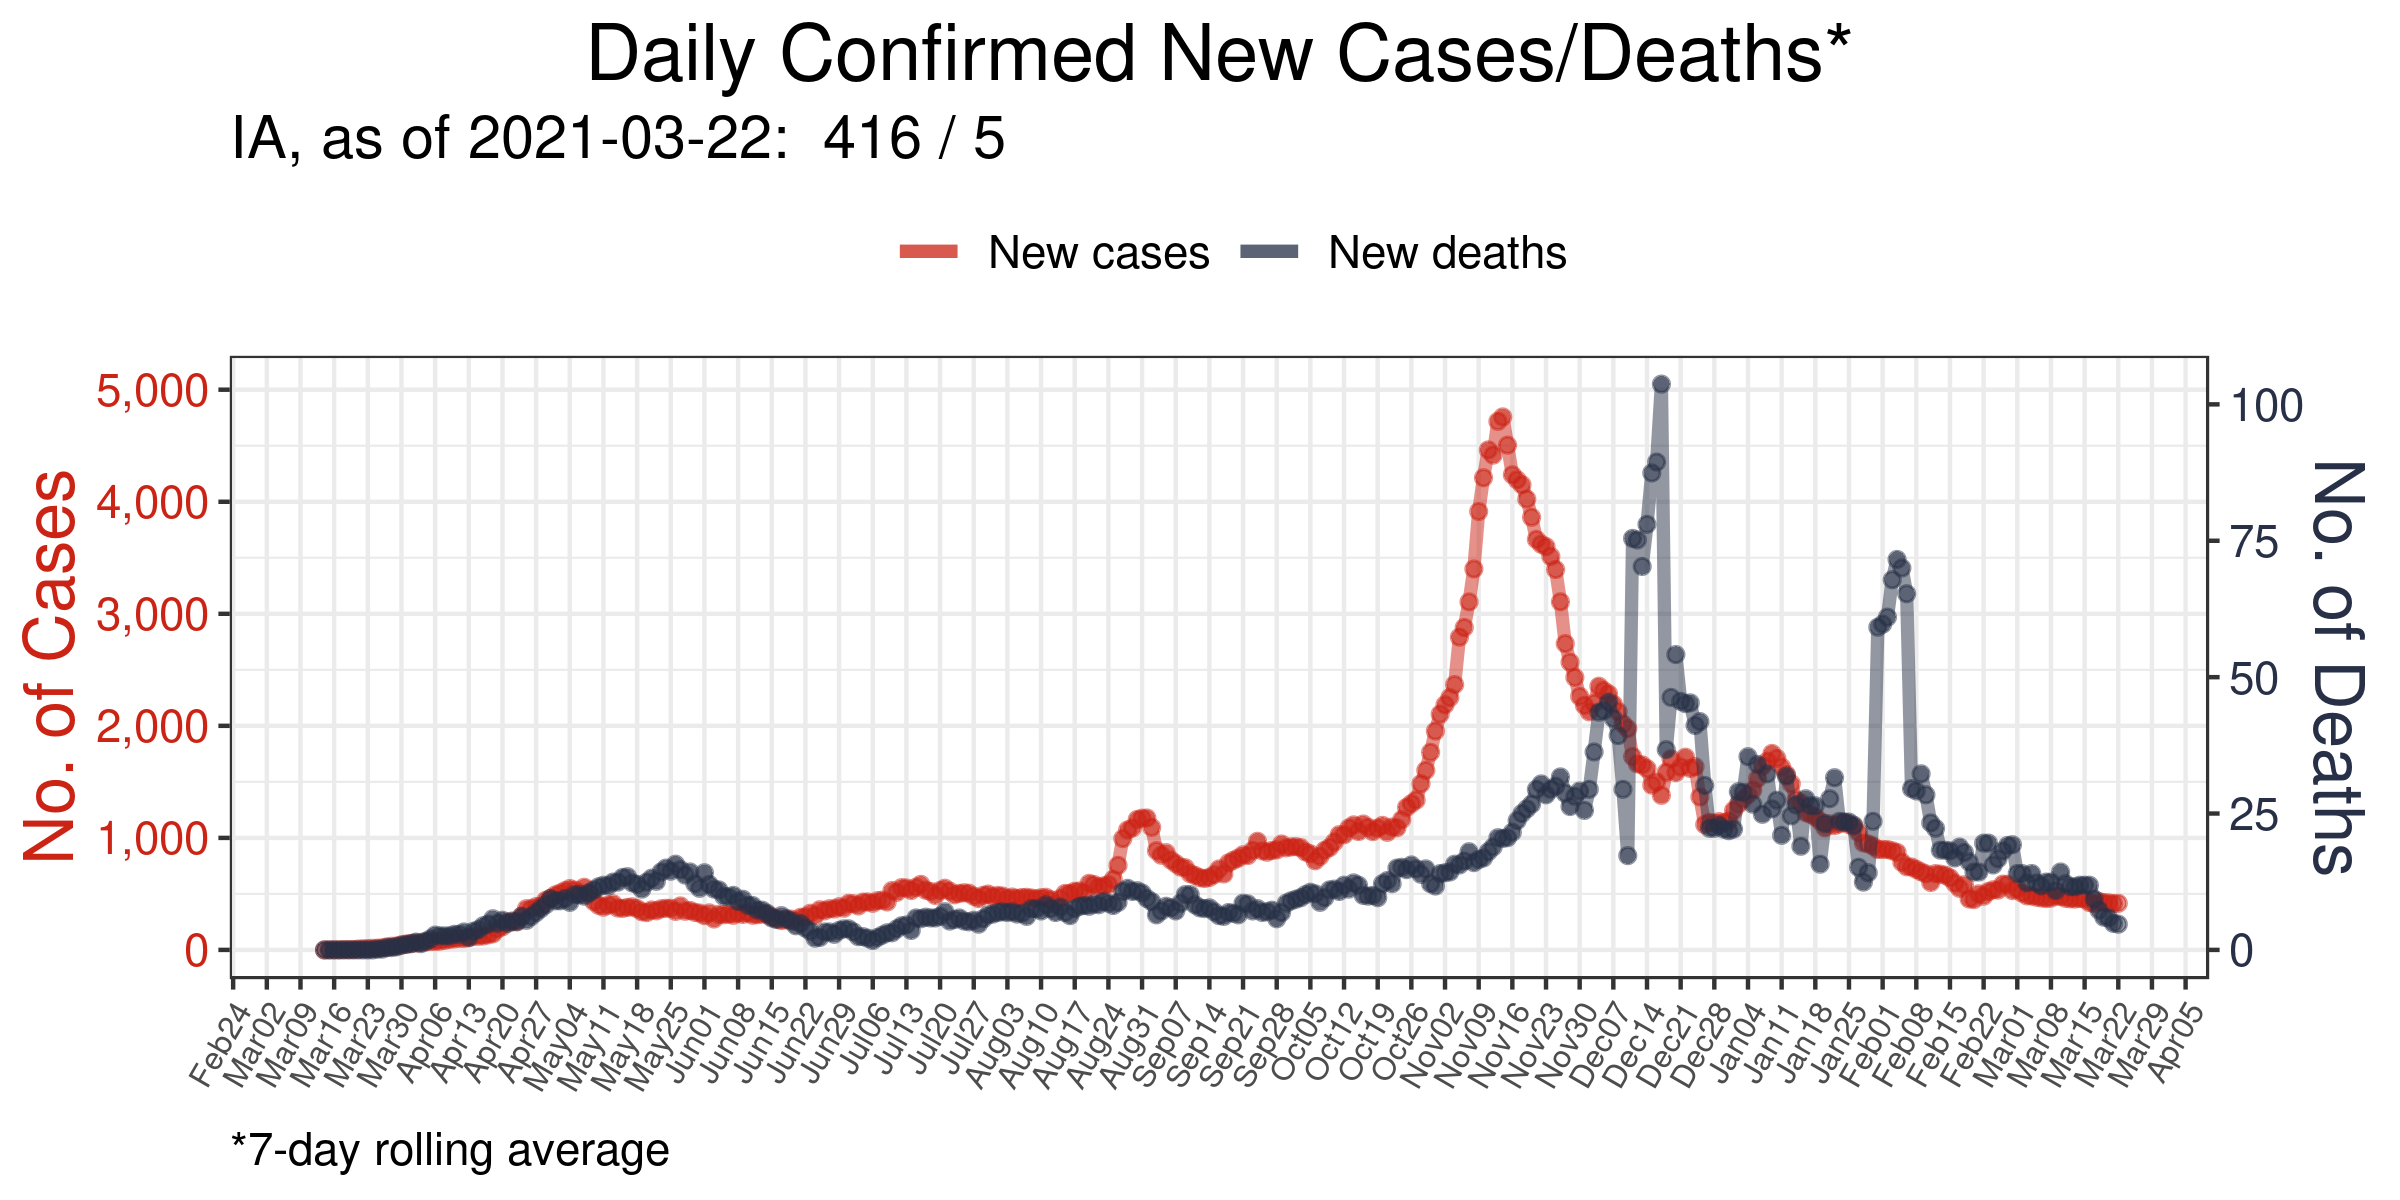 Daily Confirmed New Cases/Deaths*
IA, as of 2021-03-22:  416 / 5
New cases
New deaths
No. of Cases
5,000
4,000
3,000
2,000
1,000
0
100
75
50
25
0
No. of Deaths
Feb24
Mar02
Mar09
Mar16
Mar23
Mar30
Apr06
Apr13
Apr20
Apr27
May04
May11
May18
May25
Jun01
Jun08
Jun15
Jun22
Jun29
Jul06
Jul13
Jul20
Jul27
Aug03
Aug10
Aug17
Aug24
Aug31
Sep07
Sep14
Sep21
Sep28
Oct05
Oct12
Oct19
Oct26
Nov02
Nov09
Nov16
Nov23
Nov30
Dec07
Dec14
Dec21
Dec28
Jan04
Jan11
Jan18
Jan25
Feb01
Feb08
Feb15
Feb22
Mar01
Mar08
Mar15
Mar22
Mar29
Apr05
*7-day rolling average